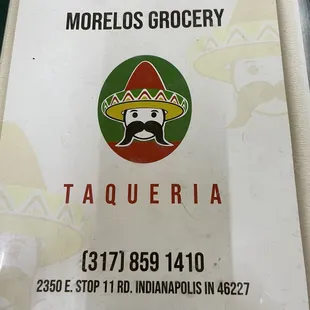 MORELOS GROCERY
TAQUERIA
(317) 859 1410
2350 E. STOP 11 RD. INDIANAPOLIS IN 46227